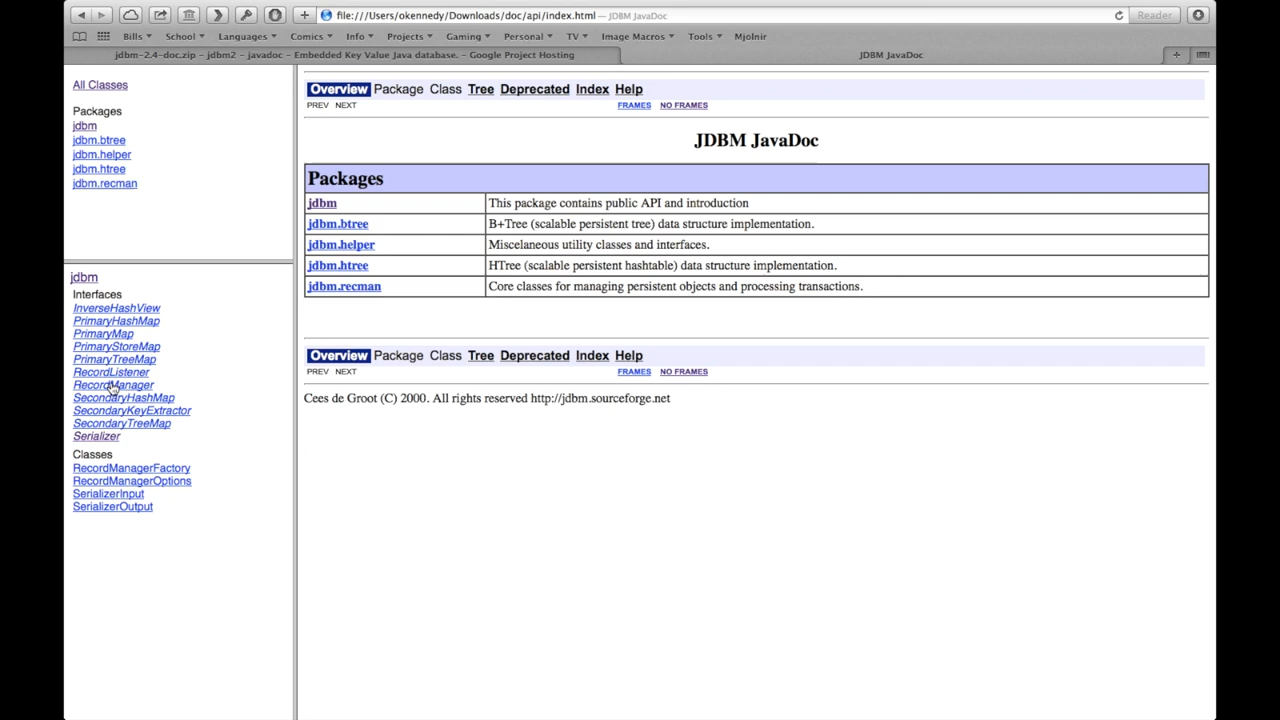 file:///Users/okennedy/Downloads/doc/api/index.html — JDBM JavaDoc
Reader
Bills School Languages Comics Info Projects Gaming Personal TV Image Macros Tools Mjolnir
jdbm-2.4-doc.zip - jdbm2 - javadoc - Embedded Key Value Java database. - Google Project Hosting
JDBM JavaDoc
All Classes
Packages
jdbm
jdbm.btree
jdbm.helper
jdbm.htree
jdbm.recman
jdbm
Interfaces
InverseHashView
PrimaryHashMap
PrimaryMap
PrimaryStoreMap
PrimaryTreeMap
RecordListener
RecordManager
SecondaryHashMap
SecondaryKeyExtractor
SecondaryTreeMap
Serializer
Classes
RecordManagerFactory
RecordManagerOptions
SerializerInput
SerializerOutput
Overview Package Class Tree Deprecated Index Help
PREV NEXT FRAMES NO FRAMES
JDBM JavaDoc
Packages
jdbm This package contains public API and introduction
jdbm.btree B+Tree (scalable persistent tree) data structure implementation.
jdbm.helper Miscelaneous utility classes and interfaces.
jdbm.htree HTree (scalable persistent hashtable) data structure implementation.
jdbm.recman Core classes for managing persistent objects and processing transactions.
Overview Package Class Tree Deprecated Index Help
PREV NEXT FRAMES NO FRAMES
Cees de Groot (C) 2000. All rights reserved http://jdbm.sourceforge.net